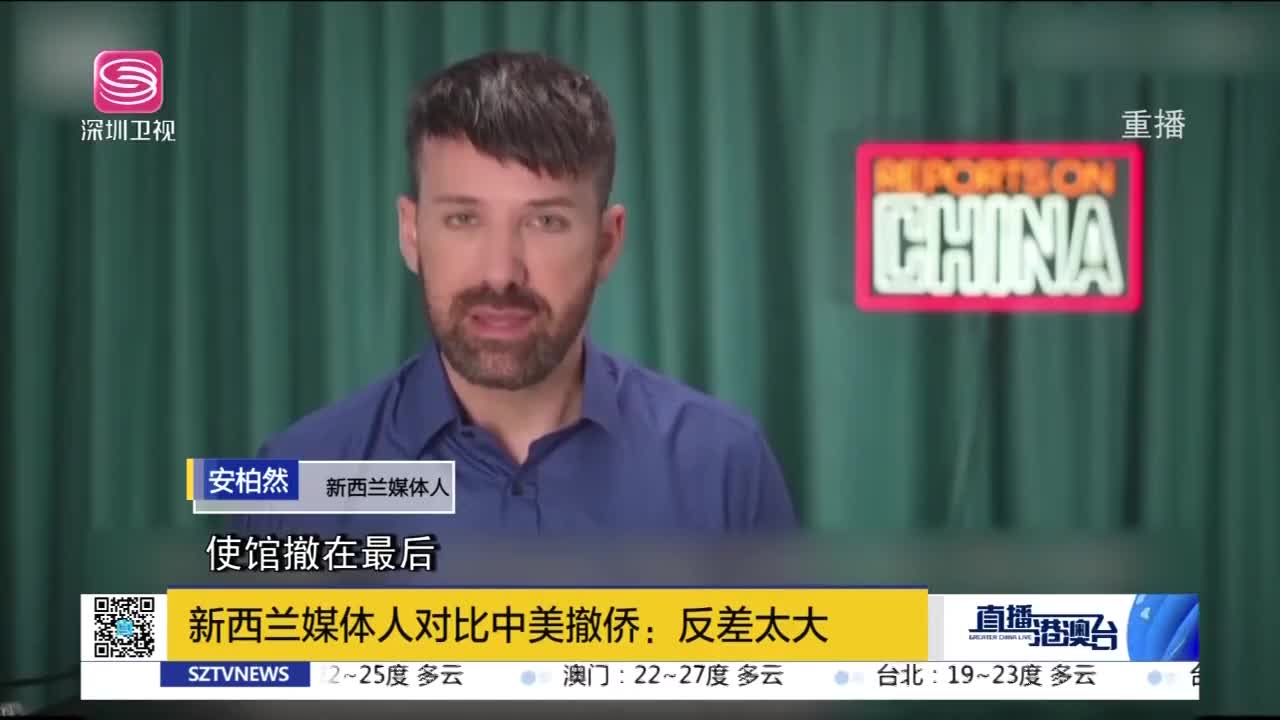 深圳卫视
重播
REPORTS ON
CHINA
安柏然
新西兰媒体人
使馆撤在最后
新西兰媒体人对比中美撤侨：反差太大
直播港澳台
GREATER CHINA LIVE
SZTVNEWS
2~25度 多云
澳门：22~27度 多云
台北：19~23度 多云